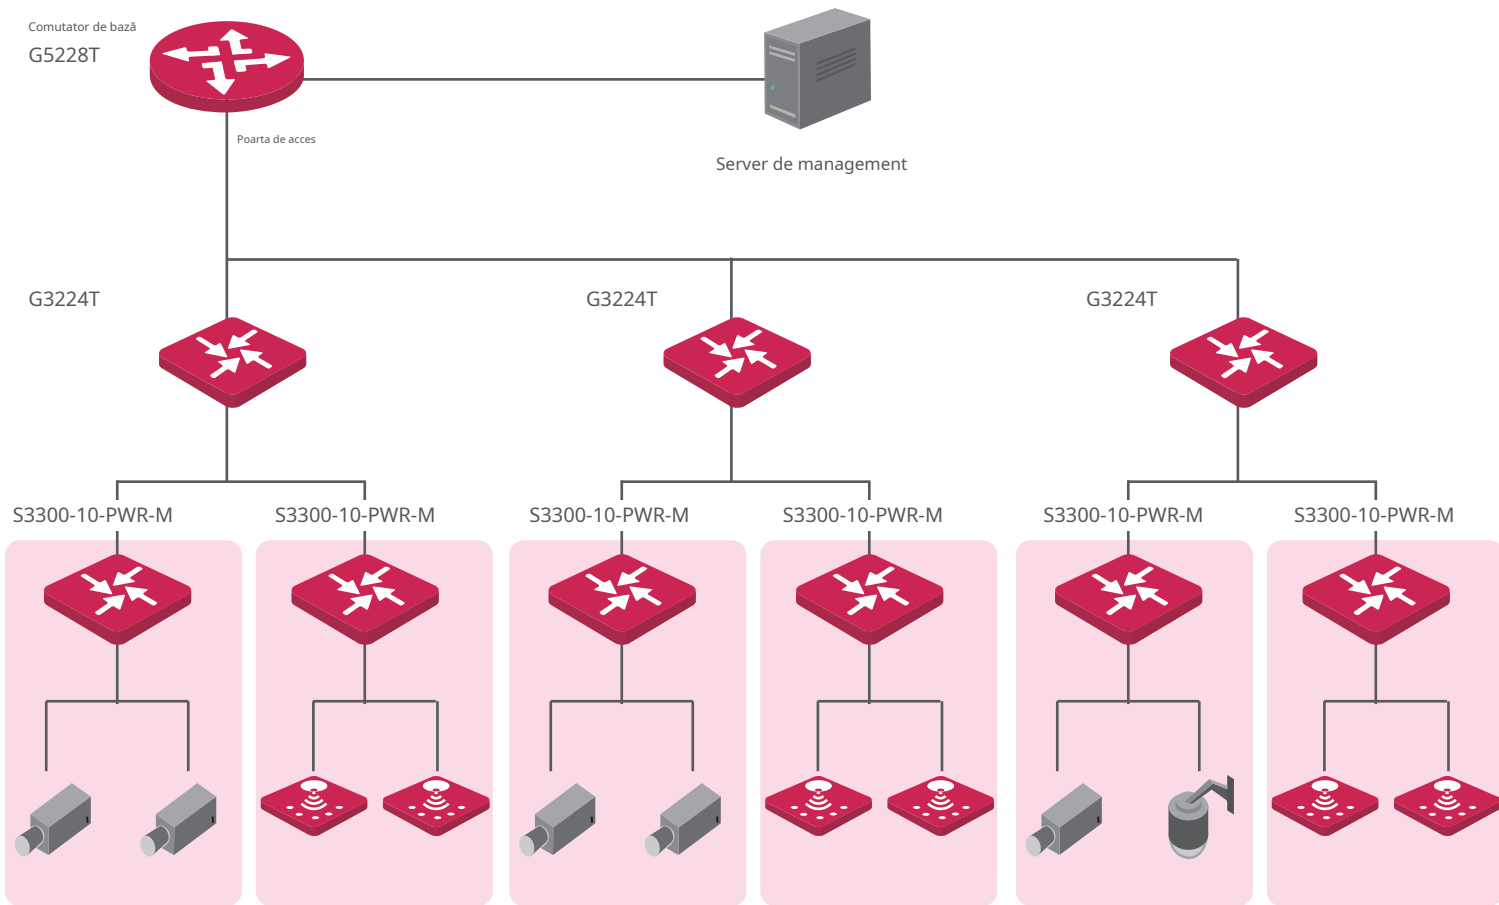 Comutator de bază
G5228T
Poarta de acces
Server de management
G3224T
G3224T
G3224T
S3300-10-PWR-M
S3300-10-PWR-M
S3300-10-PWR-M
S3300-10-PWR-M
S3300-10-PWR-M
S3300-10-PWR-M